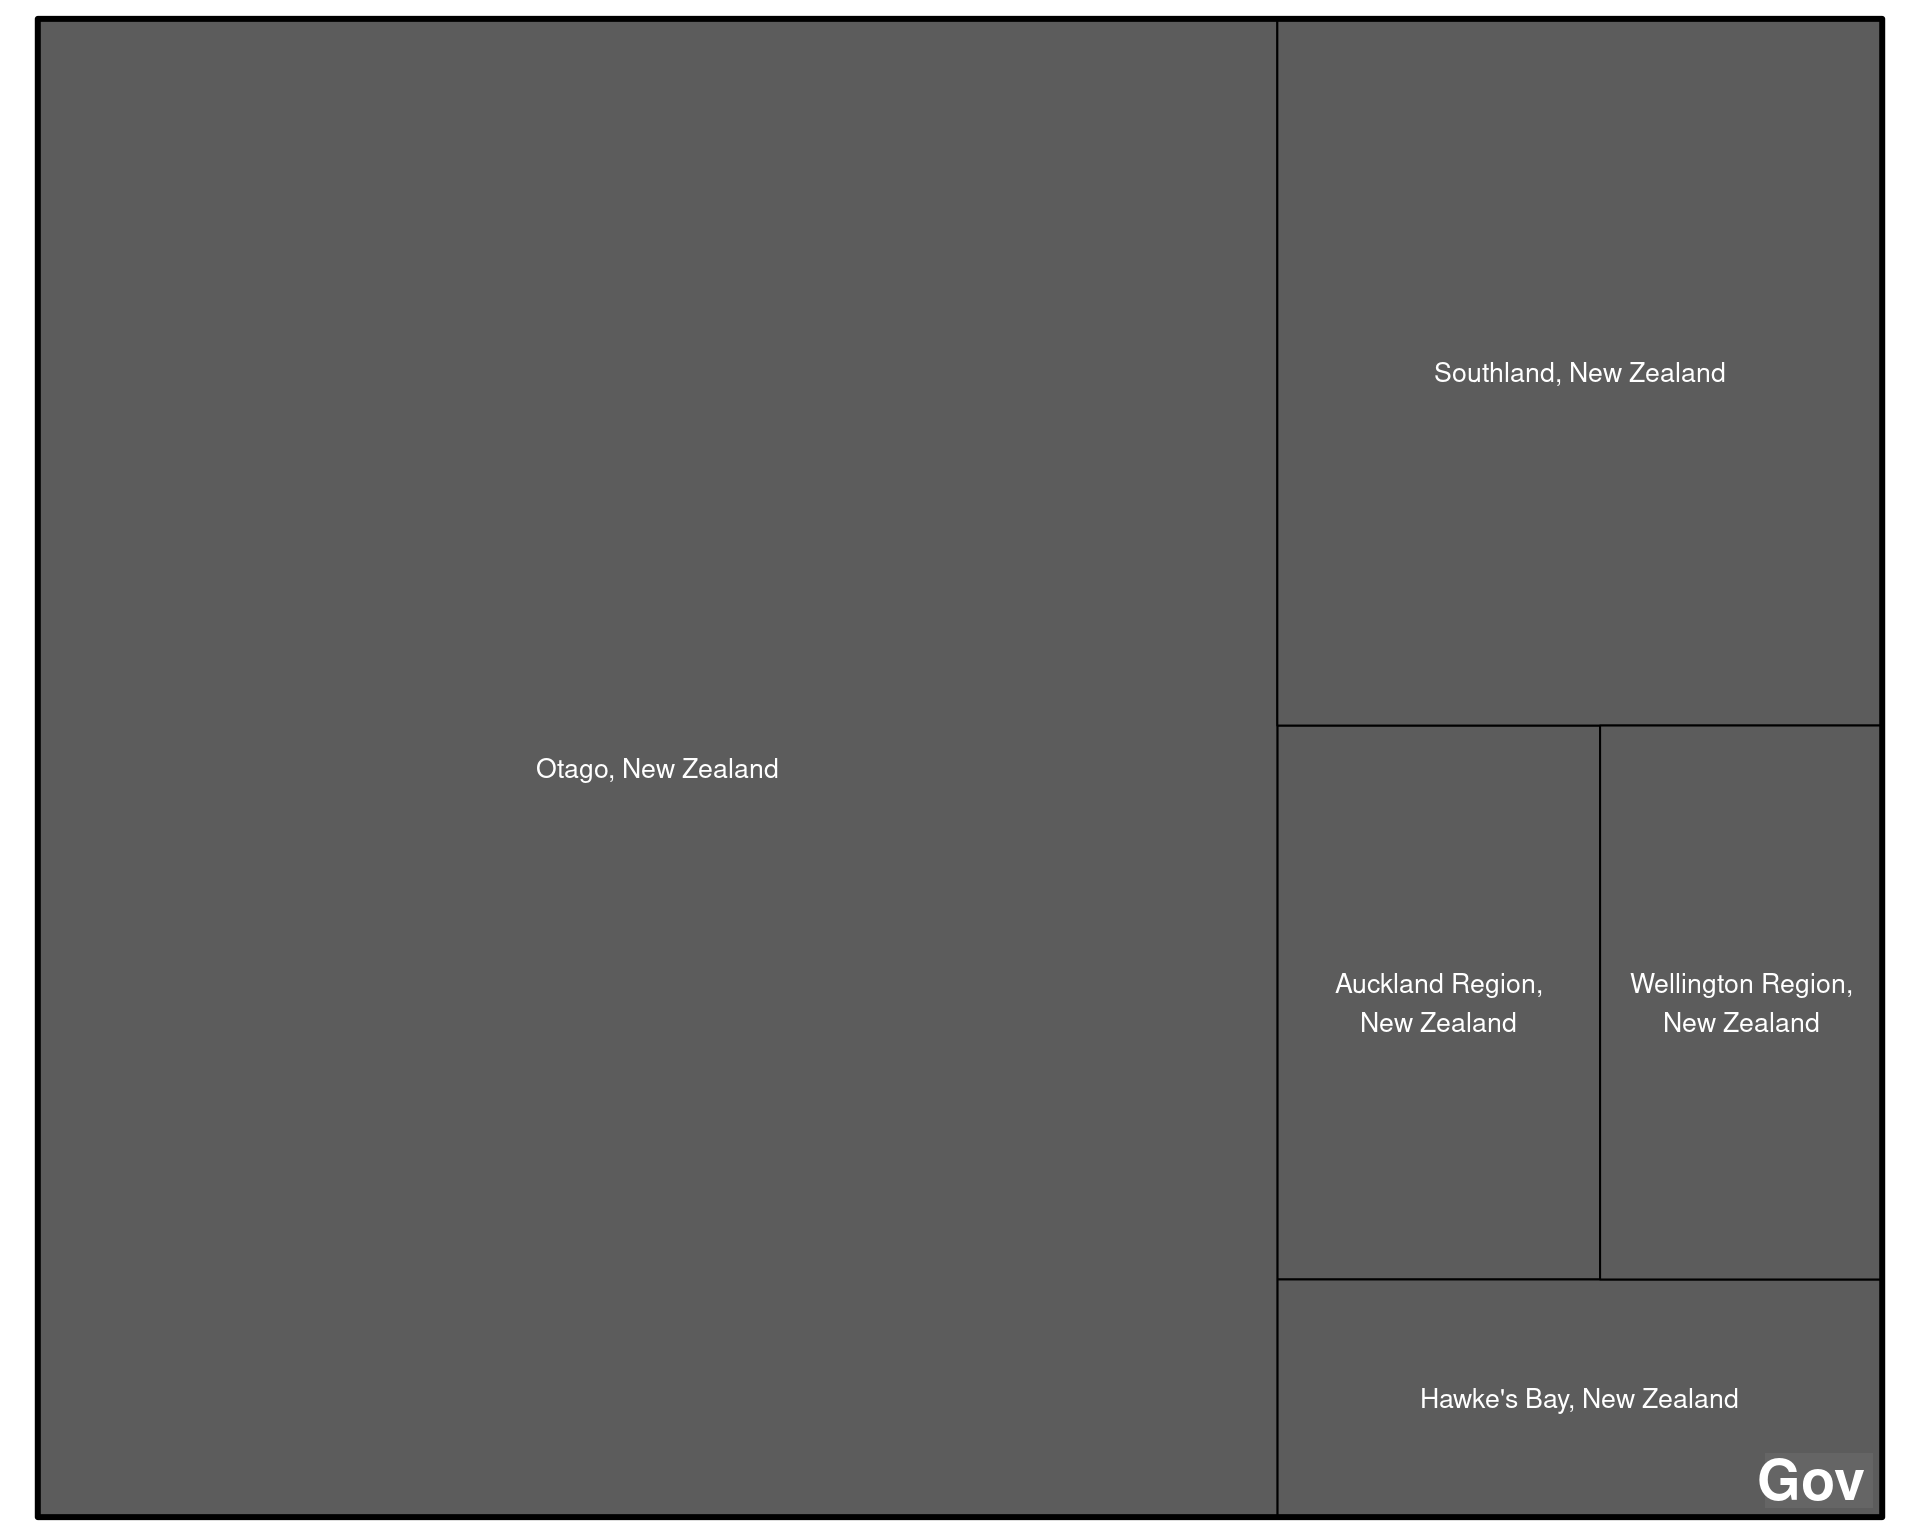 Southland, New Zealand
Otago, New Zealand
Auckland Region,
New Zealand
Wellington Region,
New Zealand
Hawke's Bay, New Zealand
Gov